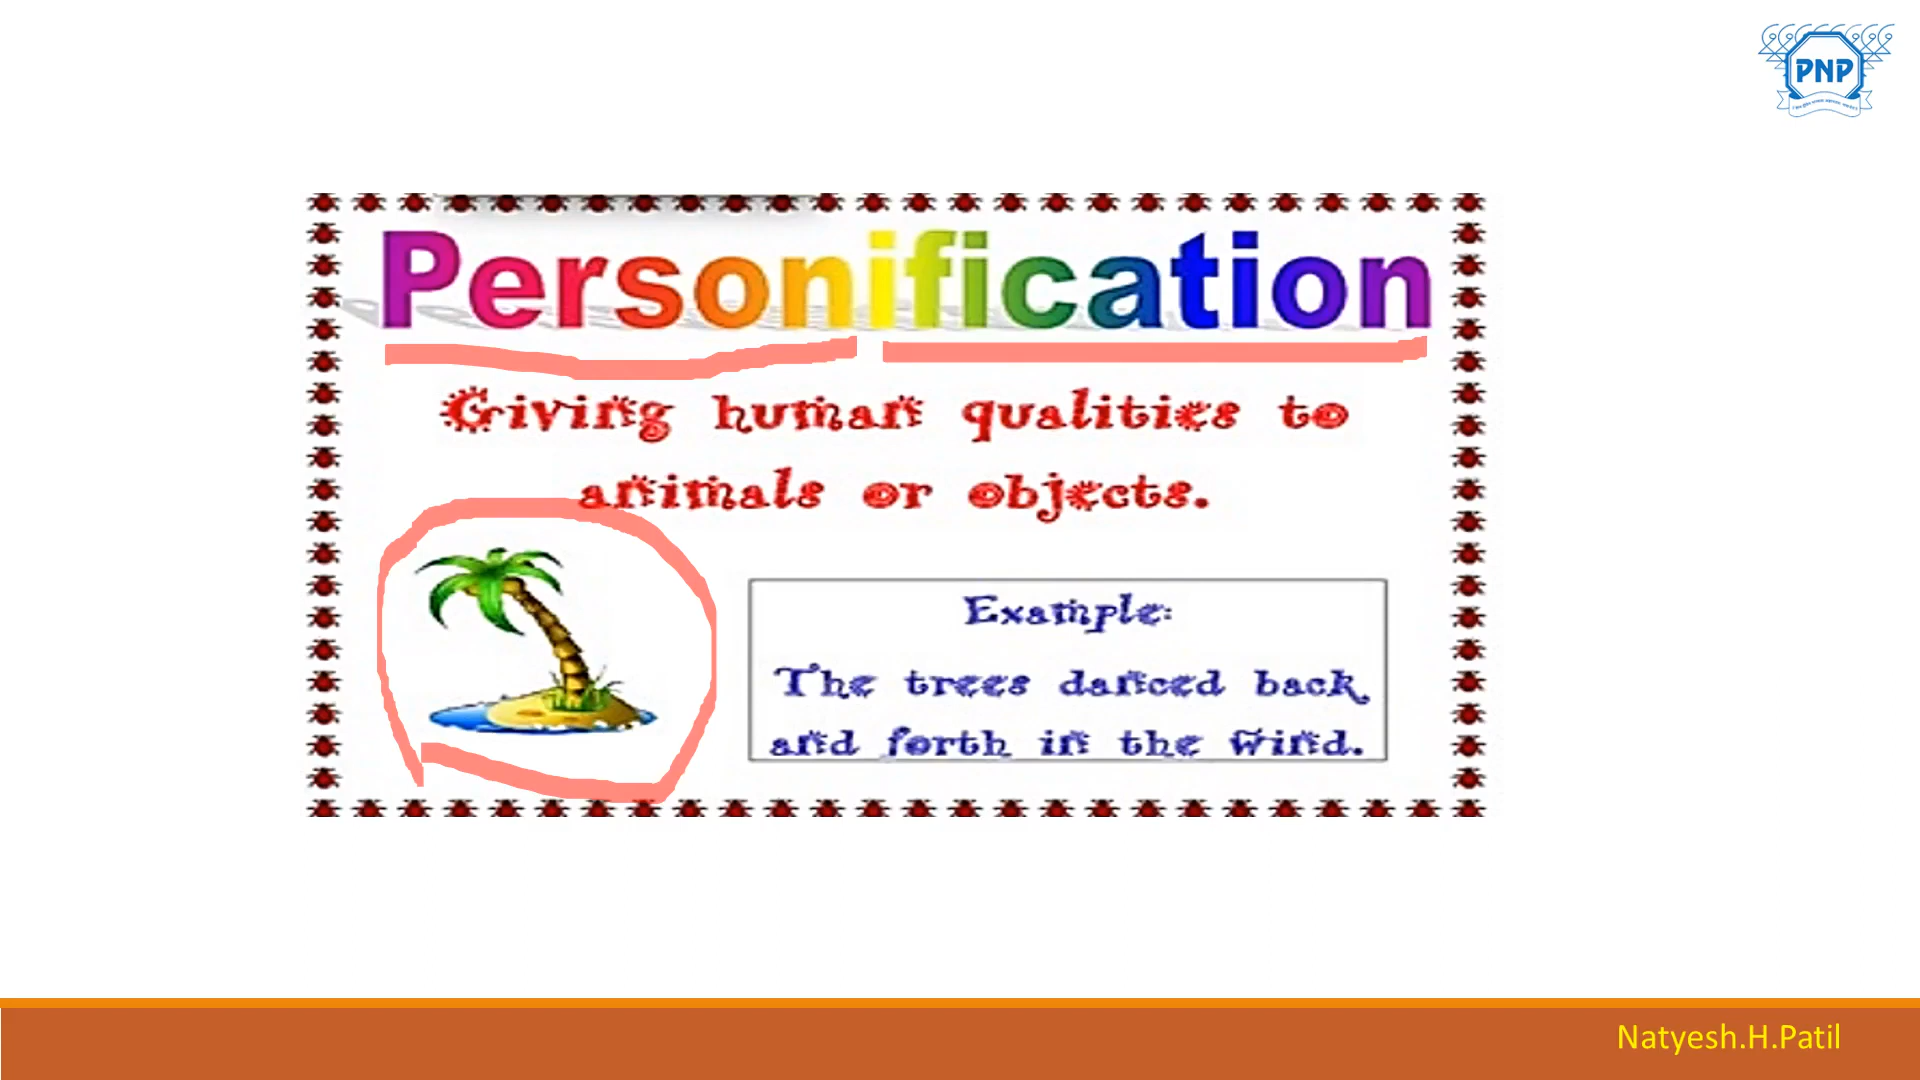 PNP
Personification
Giving human qualities to
animals or objects.
Example:
The trees danced back
and forth in the wind.
Natyesh.H.Patil